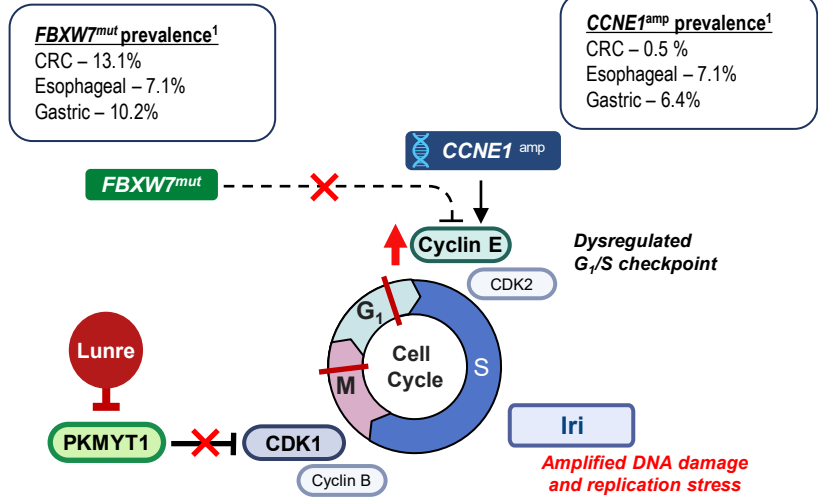 FBXW7mut prevalence1
CRC – 13.1%
Esophageal – 7.1%
Gastric – 10.2%
CCNE1amp prevalence1
CRC – 0.5 %
Esophageal – 7.1%
Gastric – 6.4%
CCNE1 amp
FBXW7mut
Cyclin E
Dysregulated
G1/S checkpoint
CDK2
G1
Lunre
Cell
Cycle
S
M
Iri
PKMYT1
CDK1
Amplified DNA damage
and replication stress
Cyclin B